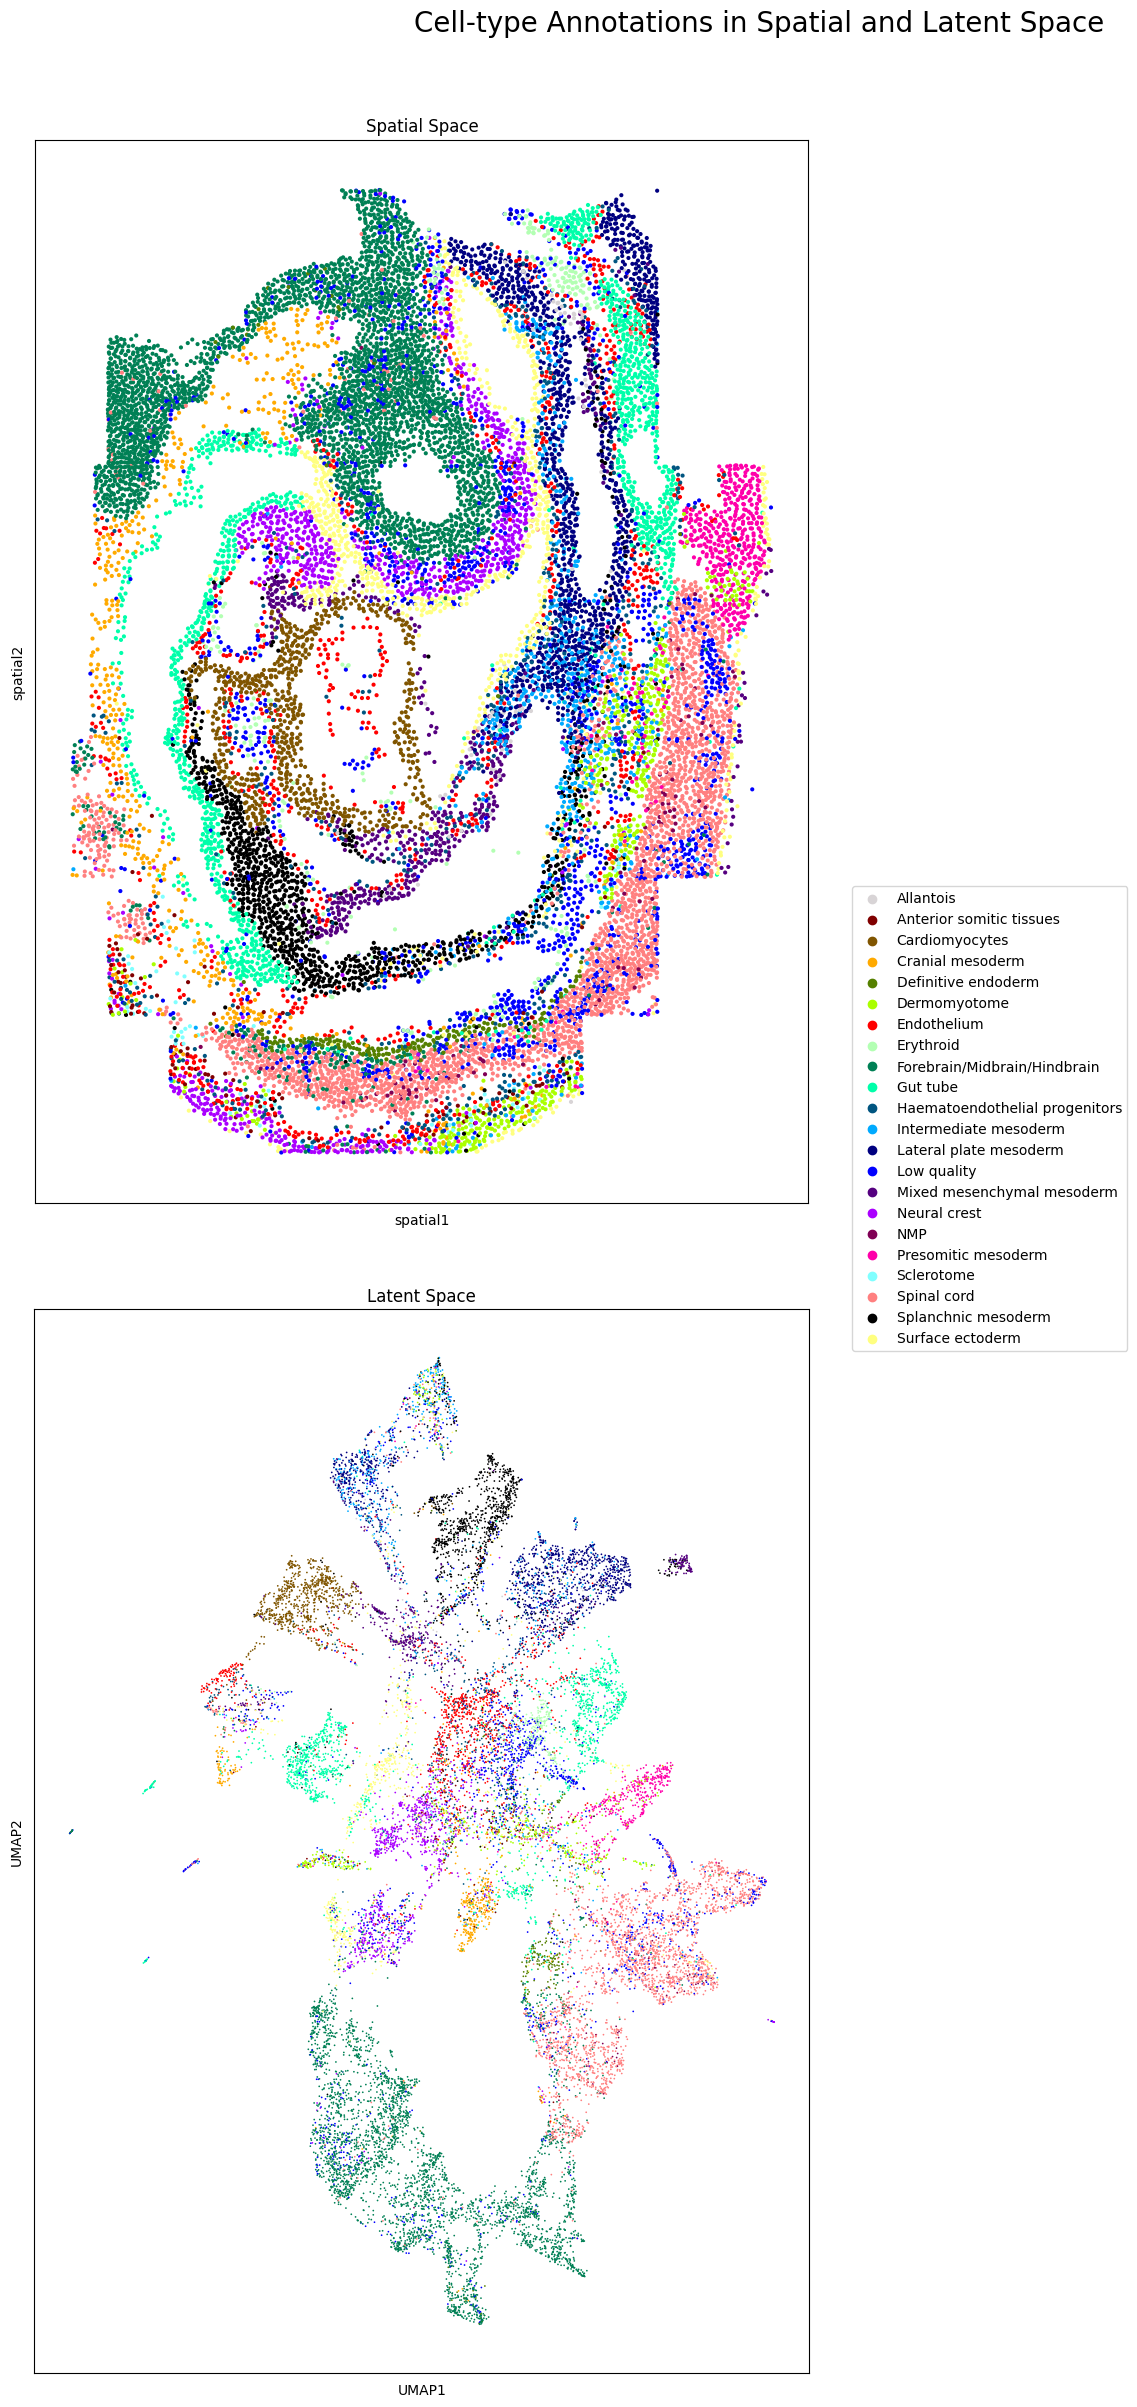 Cell-type Annotations in Spatial and Latent Space
Spatial Space
spatial2
spatial1
Allantois
Anterior somitic tissues
Cardiomyocytes
Cranial mesoderm
Definitive endoderm
Dermomyotome
Endothelium
Erythroid
Forebrain/Midbrain/Hindbrain
Gut tube
Haematoendothelial progenitors
Intermediate mesoderm
Lateral plate mesoderm
Low quality
Mixed mesenchymal mesoderm
Neural crest
NMP
Presomitic mesoderm
Sclerotome
Spinal cord
Splanchnic mesoderm
Surface ectoderm
Latent Space
UMAP2
UMAP1